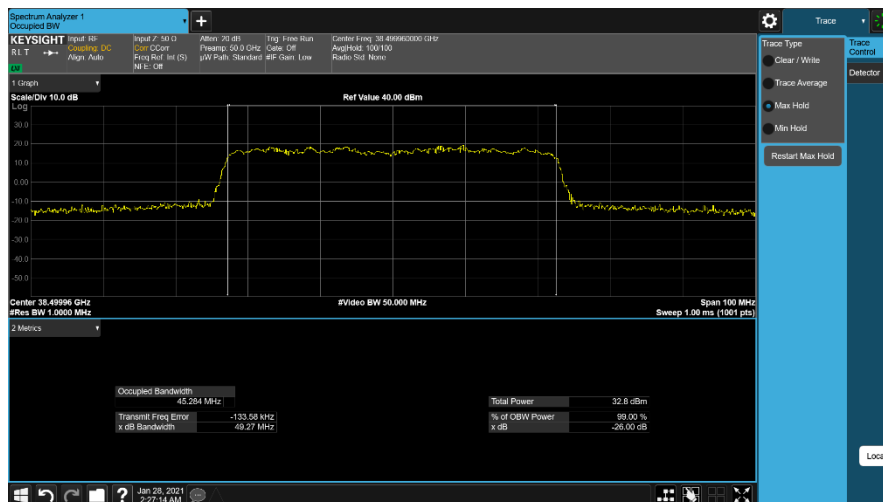 Spectrum Analyzer 1
Occupied BW
+
Trace
KEYSIGHT
R L T
Input: RF
Coupling: DC
Align: Auto
Input Z: 50 Ω
Corr CCorr
Freq Ref: Int (S)
NFE: Off
Atten: 20 dB
Preamp: 50.0 GHz
µW Path: Standard
Trig: Free Run
Gate: Off
#IF Gain: Low
Center Freq: 38.499960000 GHz
Avg|Hold: 100/100
Radio Std: None
Trace Type
Clear / Write
Trace Average
Max Hold
Min Hold
Restart Max Hold
Trace
Control
Detector
1 Graph
Scale/Div 10.0 dB
Ref Value 40.00 dBm
Log
30.0
20.0
10.0
0.00
-10.0
-20.0
-30.0
-40.0
-50.0
Center 38.49996 GHz
#Video BW 50.000 MHz
Span 100 MHz
#Res BW 1.0000 MHz
Sweep 1.00 ms (1001 pts)
2 Metrics
Occupied Bandwidth
45.284 MHz
Total Power 32.8 dBm
Transmit Freq Error -133.58 kHz
% of OBW Power 99.00 %
x dB Bandwidth 49.27 MHz
x dB -26.00 dB
Loca
?
Jan 28, 2021
2:27:14 AM